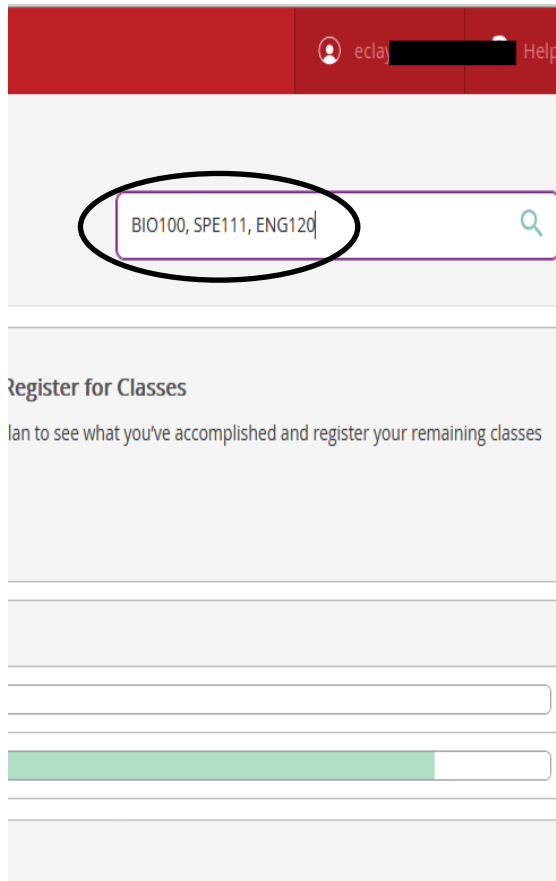 eclay
Help
BIO100, SPE111, ENG120
Register for Classes
lan to see what you've accomplished and register your remaining classes